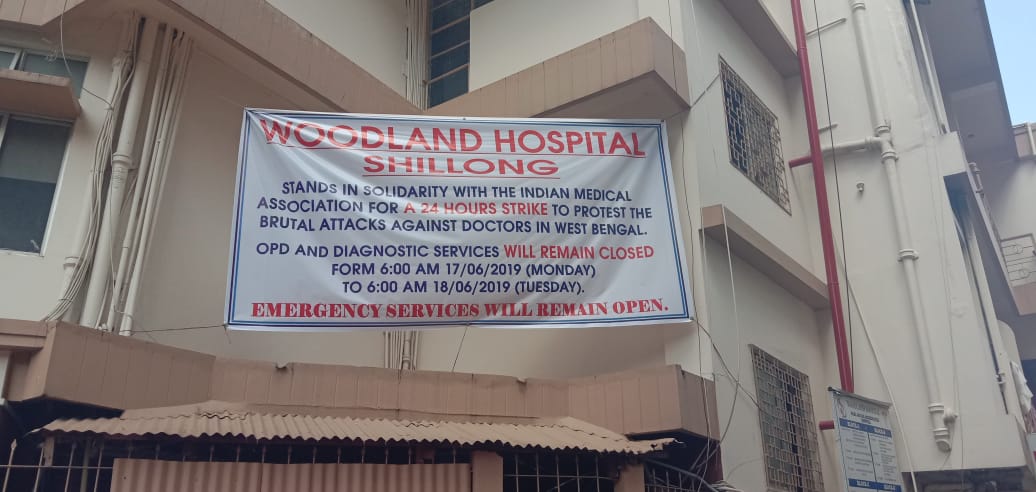 WOODLAND HOSPITAL
SHILLONG
STANDS IN SOLIDARITY WITH THE INDIAN MEDICAL
ASSOCIATION FOR A 24 HOURS STRIKE TO PROTEST THE
BRUTAL ATTACKS AGAINST DOCTORS IN WEST BENGAL.
OPD AND DIAGNOSTIC SERVICES WILL REMAIN CLOSED
FORM 6:00 AM 17/06/2019 (MONDAY)
TO 6:00 AM 18/06/2019 (TUESDAY).
EMERGENCY SERVICES WILL REMAIN OPEN.